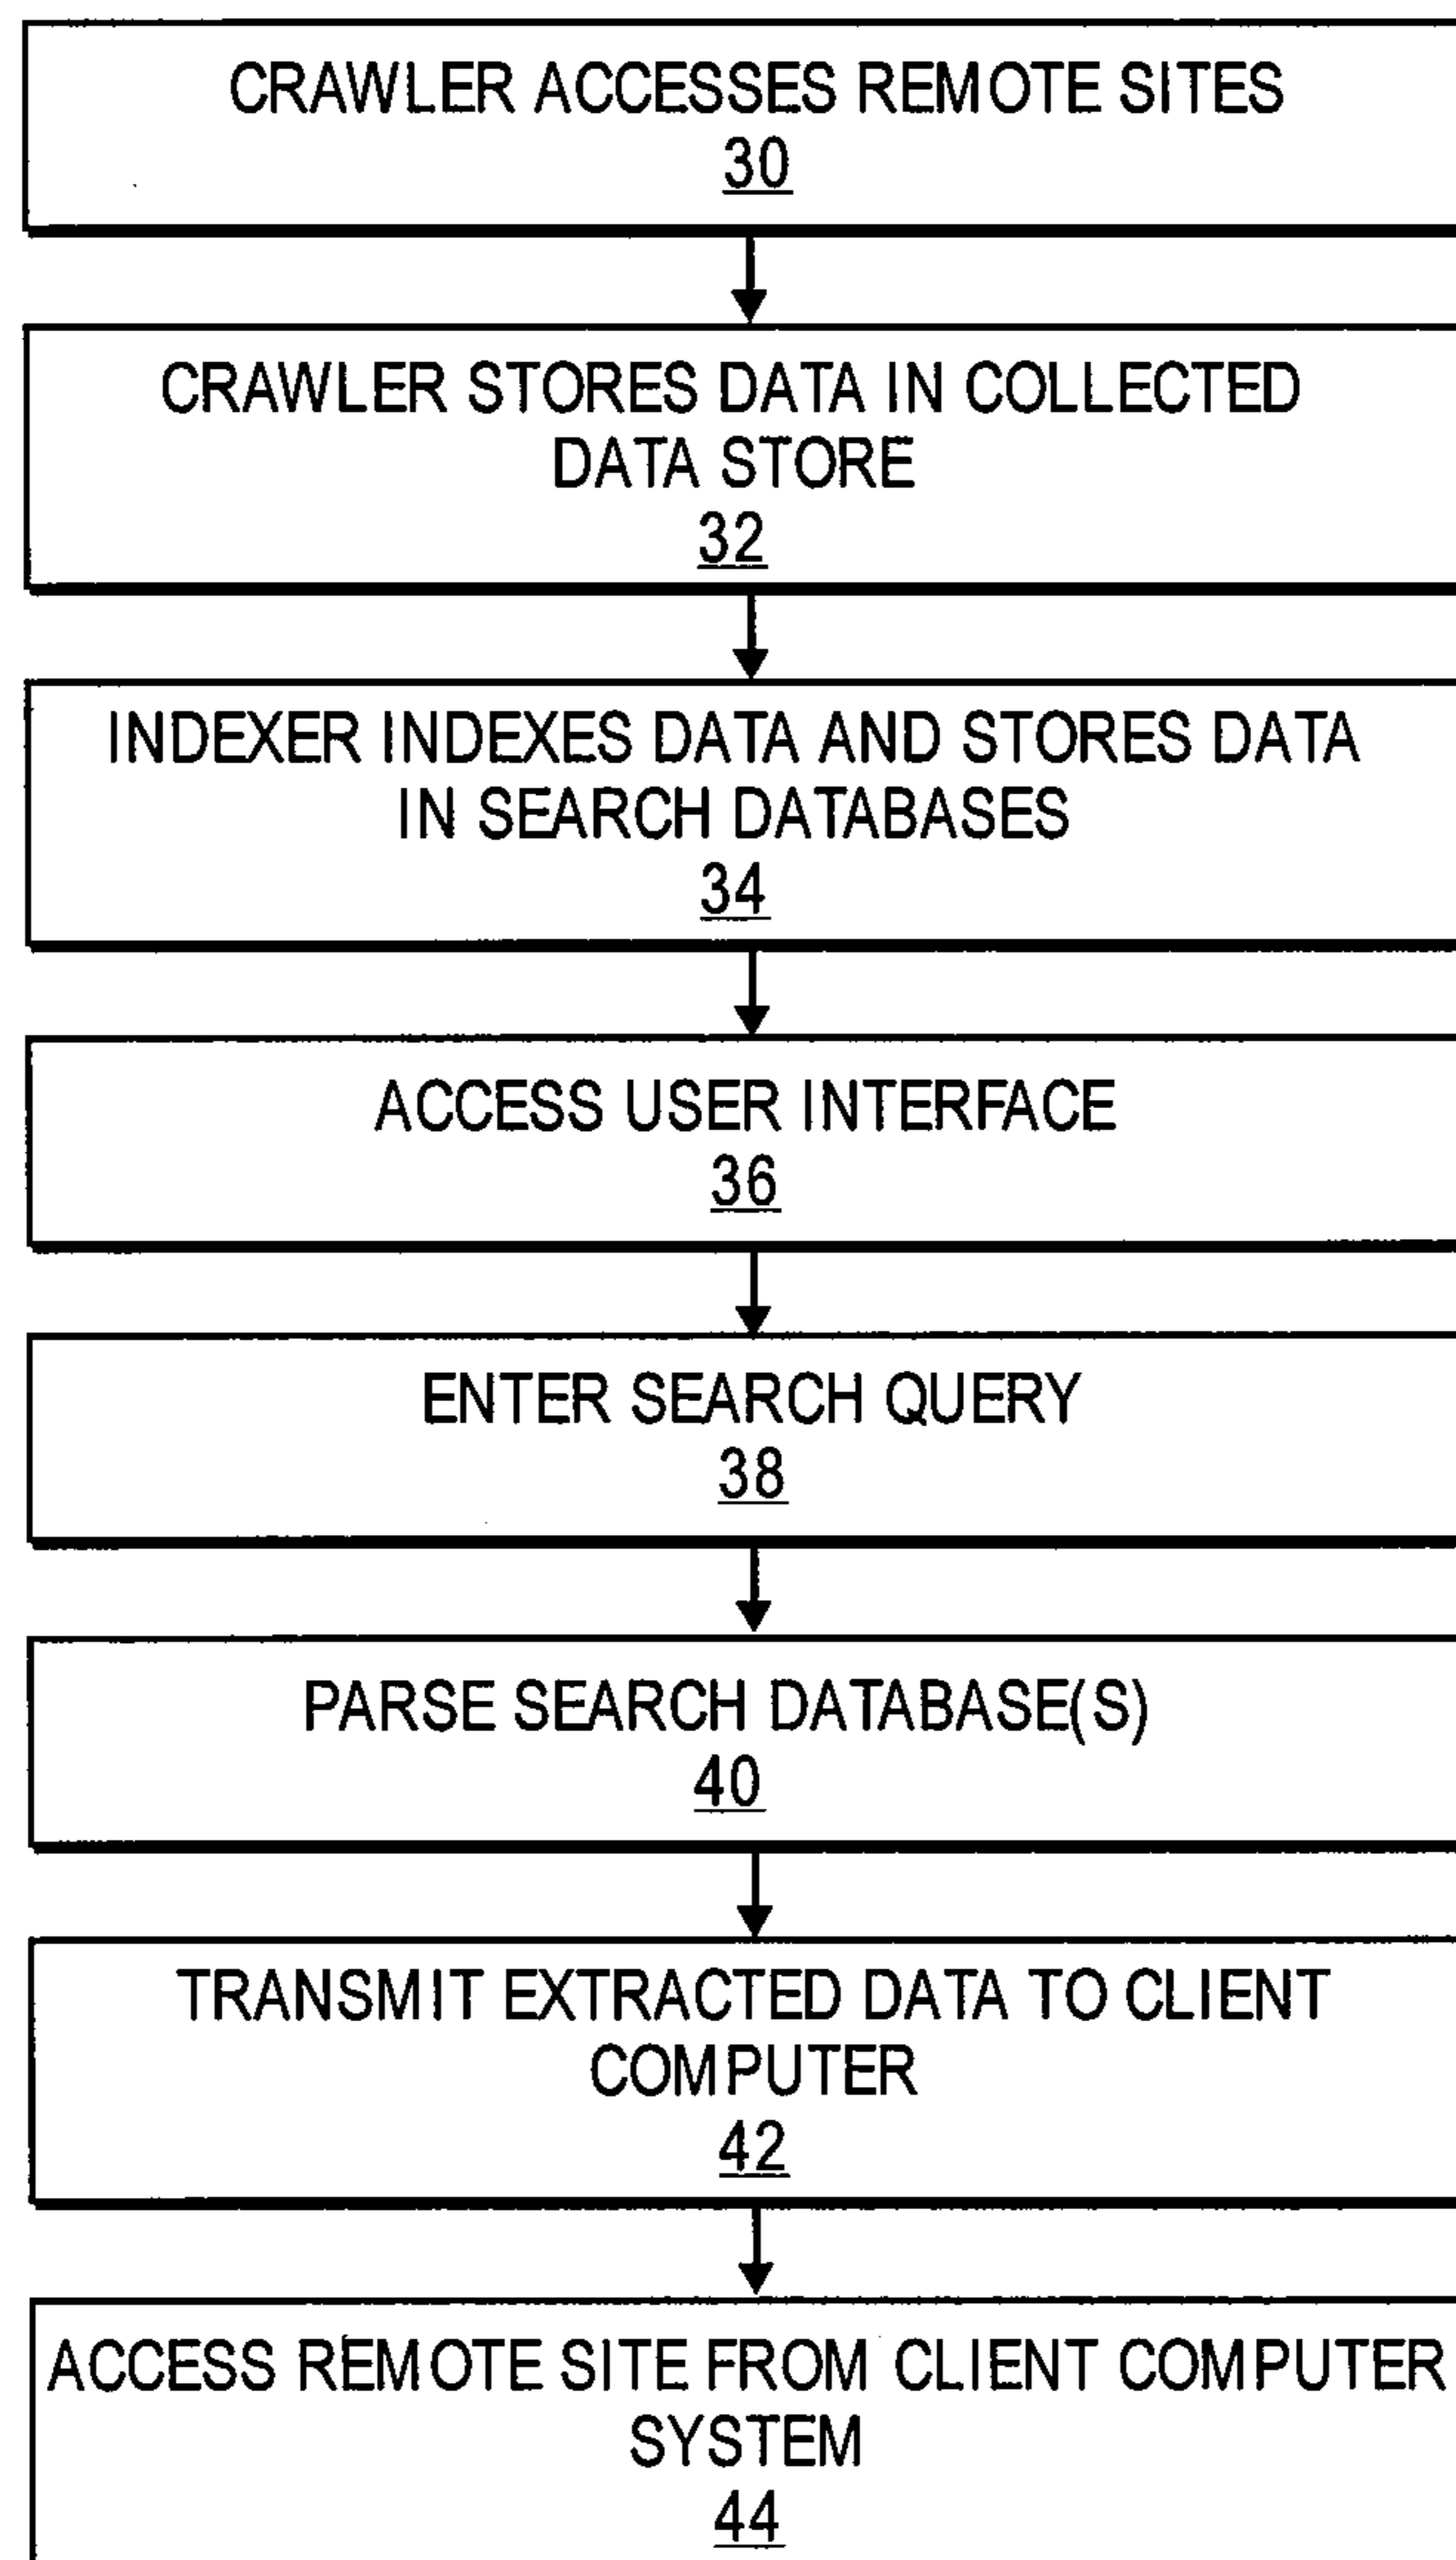 CRAWLER ACCESSES REMOTE SITES
30
CRAWLER STORES DATA IN COLLECTED
DATA STORE
32
INDEXER INDEXES DATA AND STORES DATA
IN SEARCH DATABASES
34
ACCESS USER INTERFACE
36
ENTER SEARCH QUERY
38
PARSE SEARCH DATABASE(S)
40
TRANSMIT EXTRACTED DATA TO CLIENT
COMPUTER
42
ACCESS REMOTE SITE FROM CLIENT COMPUTER
SYSTEM
44